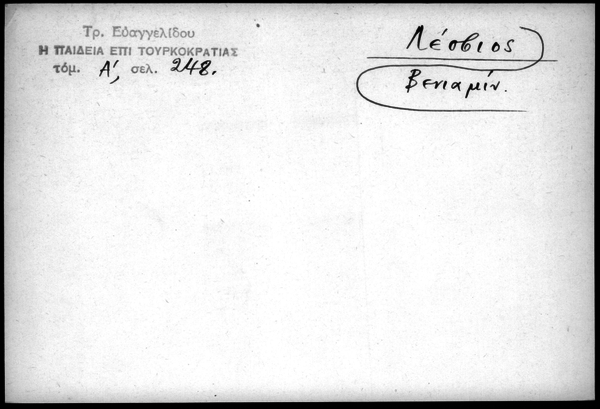 Τρ. Εὐαγγελίδου
Η ΠΑΙΔΕΙΑ ΕΠΙ ΤΟΥΡΚΟΚΡΑΤΙΑΣ
τόμ. Α΄, σελ. 248.
Λέσβιος
Βενιαμίν.